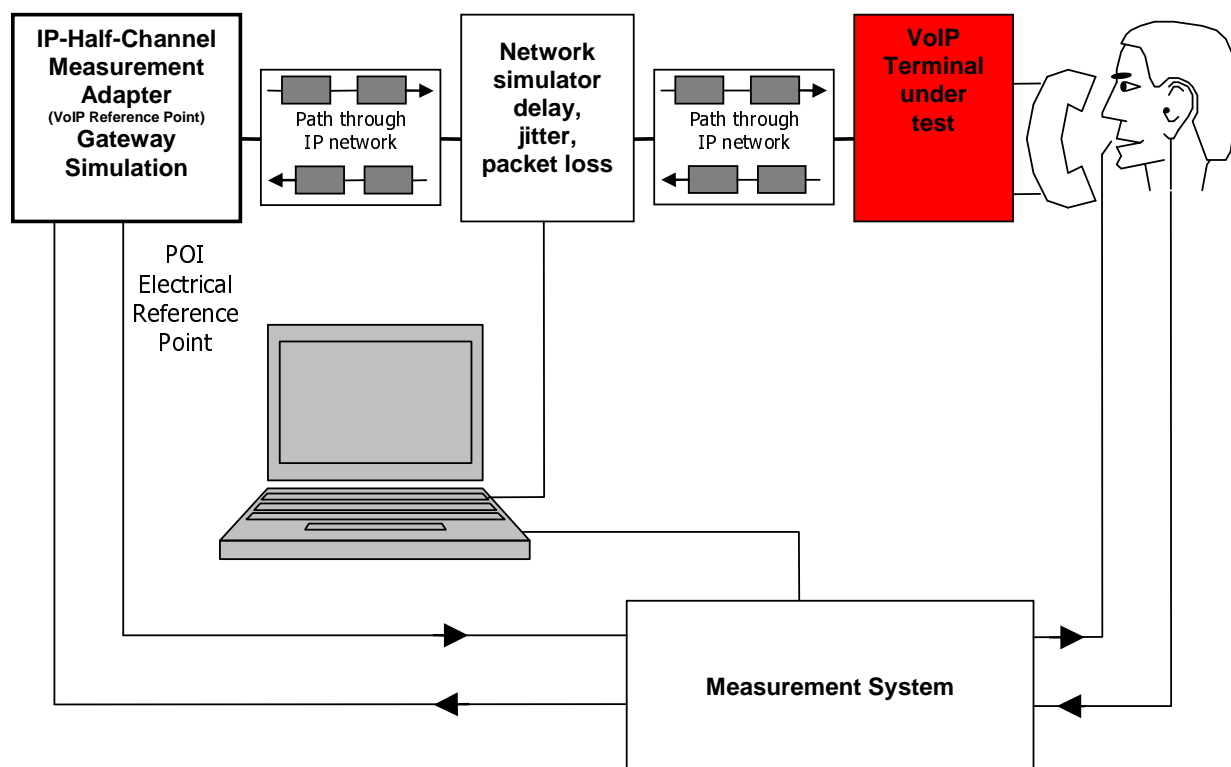 IP-Half-Channel
Measurement
Adapter
(VoIP Reference Point)
Gateway
Simulation
Path through
IP network
Network
simulator
delay,
jitter,
packet loss
Path through
IP network
VoIP
Terminal
under
test
POI
Electrical
Reference
Point
Measurement System